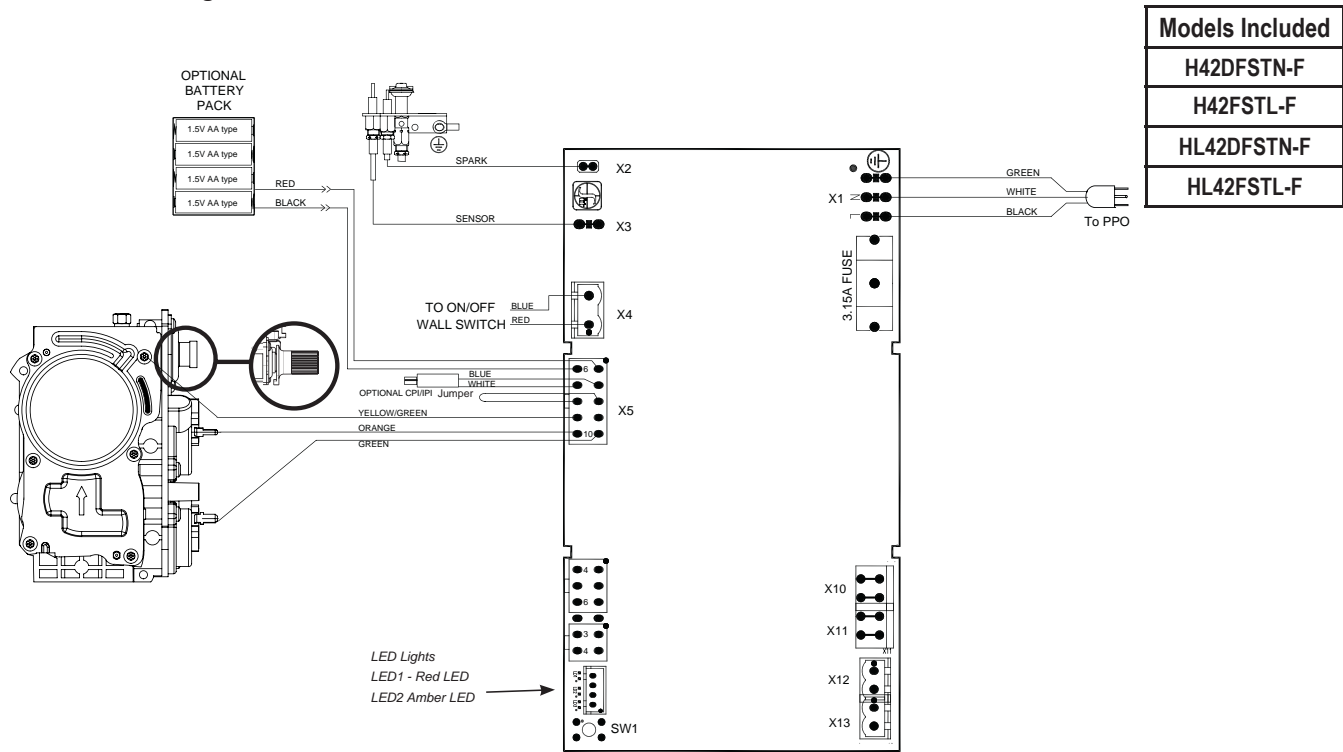 Models Included
H42DFSTN-F
H42FSTL-F
HL42DFSTN-F
HL42FSTL-F
OPTIONAL
BATTERY
PACK
1.5V AA type
1.5V AA type
1.5V AA type
1.5V AA type
RED
BLACK
SPARK
X2
SENSOR
X3
GREEN
X1
N
WHITE
L
BLACK
To PPO
3.15A FUSE
TO ON/OFF
WALL SWITCH
BLUE
RED
X4
6
BLUE
WHITE
OPTIONAL CPI/IPI Jumper
X5
YELLOW/GREEN
ORANGE
10
GREEN
4
6
3
4
X10
X11
X11
X12
X13
LED Lights
LED1 - Red LED
LED2 Amber LED
SW1